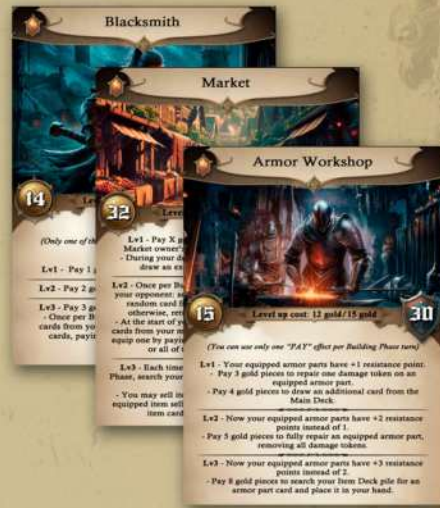 Blacksmith
14
(Only one of th
Lv1 - Pay 1
Lv2 - Pay 2 g
Lv3 - Pay 3 g
- Once per B
cards from yo
cards, payin
Market
32
Level
Lv1 - Pay X g
Market owner's
- During your d
draw an ex
Lv2 - Once per B
your opponent: s
random card f
otherwise, ret
- At the start of y
cards from your m
equip one by paying
or all of t
Lv3 - Each time
Phase, search your
- You may sell it
equipped item sell
item card
Armor Workshop
15
Level up cost: 12 gold/15 gold
30
(You can use only one "PAY" effect per Building Phase turn)
Lv1 - Your equipped armor parts have +1 resistance point.
- Pay 3 gold pieces to repair one damage token on an
equipped armor part.
- Pay 4 gold pieces to draw an additional card from the
Main Deck.
Lv2 - Now your equipped armor parts have +2 resistance
points instead of 1.
- Pay 5 gold pieces to fully repair an equipped armor part,
removing all damage tokens.
Lv3 - Now your equipped armor parts have +3 resistance
points instead of 2.
- Pay 8 gold pieces to search your Item Deck pile for an
armor part card and place it in your hand.